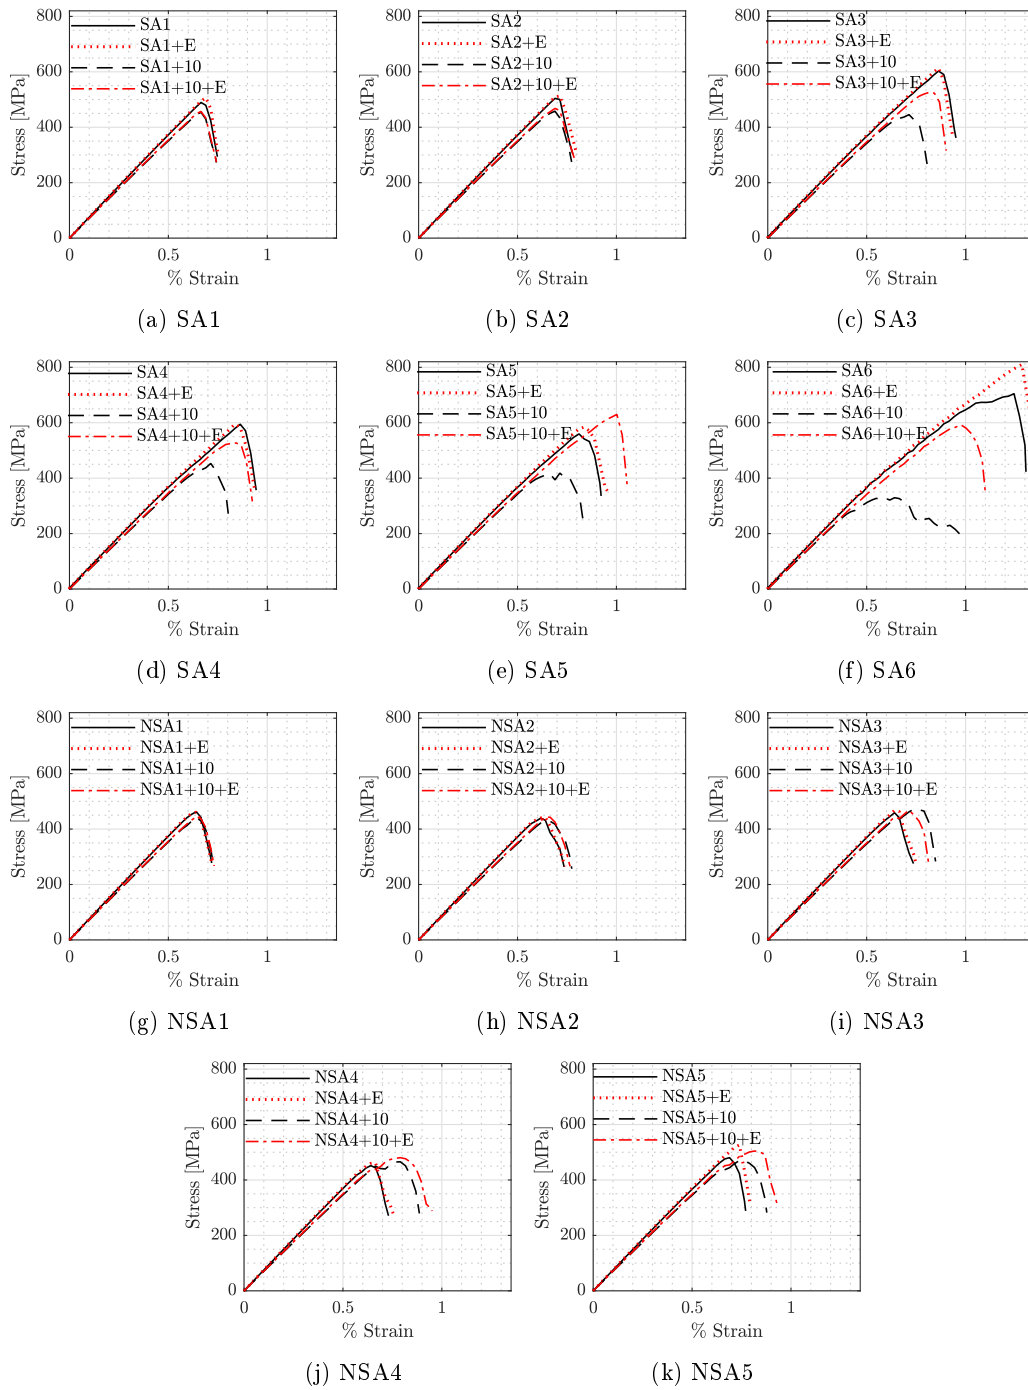 800
600
400
200
0
Stress [MPa]
SA1
SA1+E
SA1+10
SA1+10+E
0 0.5 1
% Strain
(a) SA1
800
600
400
200
0
Stress [MPa]
SA2
SA2+E
SA2+10
SA2+10+E
0 0.5 1
% Strain
(b) SA2
800
600
400
200
0
Stress [MPa]
SA3
SA3+E
SA3+10
SA3+10+E
0 0.5 1
% Strain
(c) SA3
800
600
400
200
0
Stress [MPa]
SA4
SA4+E
SA4+10
SA4+10+E
0 0.5 1
% Strain
(d) SA4
800
600
400
200
0
Stress [MPa]
SA5
SA5+E
SA5+10
SA5+10+E
0 0.5 1
% Strain
(e) SA5
800
600
400
200
0
Stress [MPa]
SA6
SA6+E
SA6+10
SA6+10+E
0 0.5 1
% Strain
(f) SA6
800
600
400
200
0
Stress [MPa]
NSA1
NSA1+E
NSA1+10
NSA1+10+E
0 0.5 1
% Strain
(g) NSA1
800
600
400
200
0
Stress [MPa]
NSA2
NSA2+E
NSA2+10
NSA2+10+E
0 0.5 1
% Strain
(h) NSA2
800
600
400
200
0
Stress [MPa]
NSA3
NSA3+E
NSA3+10
NSA3+10+E
0 0.5 1
% Strain
(i) NSA3
800
600
400
200
0
Stress [MPa]
NSA4
NSA4+E
NSA4+10
NSA4+10+E
0 0.5 1
% Strain
(j) NSA4
800
600
400
200
0
Stress [MPa]
NSA5
NSA5+E
NSA5+10
NSA5+10+E
0 0.5 1
% Strain
(k) NSA5